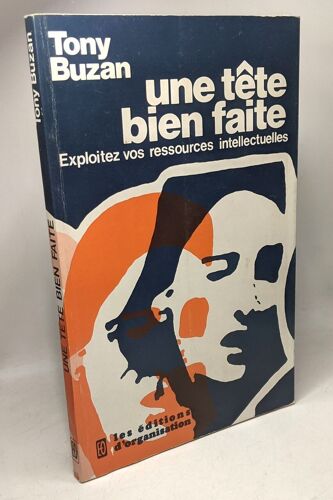 Tony
Buzan
une tête
bien faite
Exploitez vos ressources intellectuelles
les éditions
d'organisation
Tony Buzan
UNE TÊTE BIEN FAITE